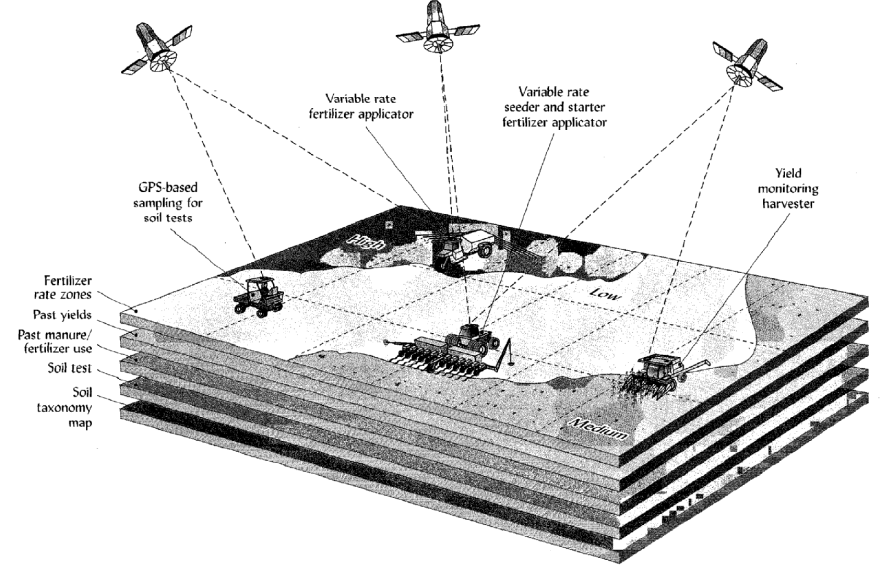 Variable rate
fertilizer applicator
Variable rate
seeder and starter
fertilizer applicator
GPS-based
sampling for
soil tests
Yield
monitoring
harvester
High
Low
Medium
Fertilizer
rate zones
Past yields
Past manure/
fertilizer use
Soil test
Soil
taxonomy
map